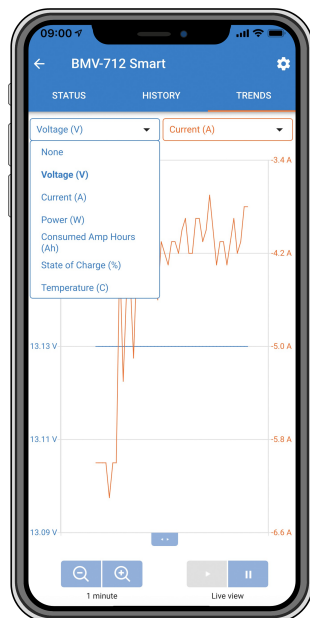 09:00
BMV-712 Smart
STATUS HISTORY TRENDS
Voltage (V) Current (A)
None
Voltage (V)
Current (A)
Power (W)
Consumed Amp Hours
(Ah)
State of Charge (%)
Temperature (C)
-3.4 A
-4.2 A
13.13 V -5.0 A
13.11 V -5.8 A
13.09 V -6.6 A
1 minute Live view